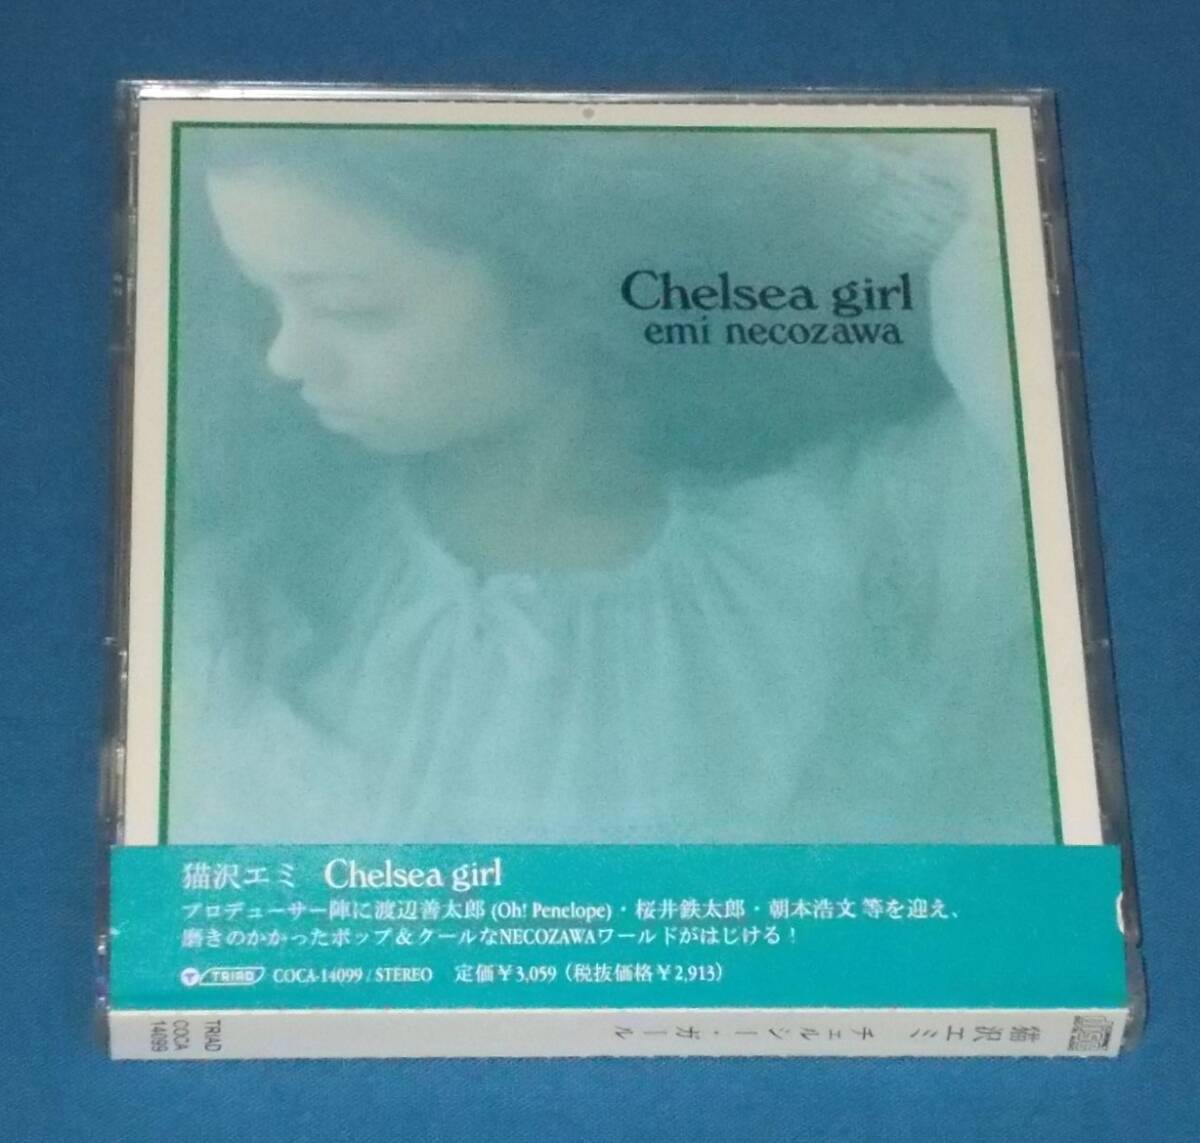 Chelsea girl
emi necozawa
猫沢エミ Chelsea girl
プロデューサー陣に渡辺善太郎 (Oh! Penelope)・桜井鉄太郎・朝本浩文 等を迎え、
磨きのかかったポップ＆クールなNECOZAWAワールドがはじける！
T TRIAD COCA-14099 / STEREO 定価￥3,059（税抜価格￥2,913）
TRIAD
COCA
14099
猫沢エミ チェルシー・ガール